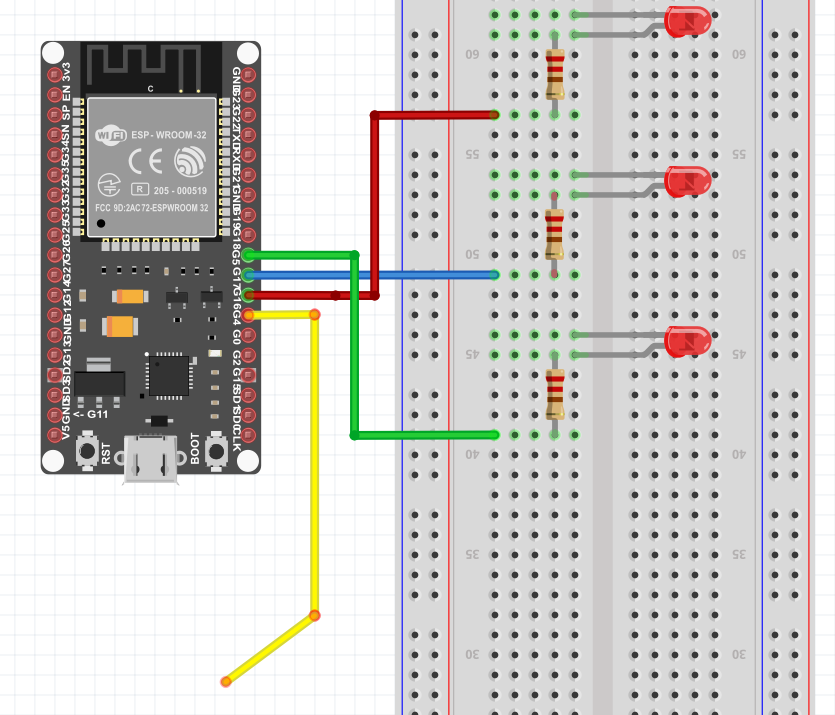 3V3
EN
SP
SN
G34
G35
G32
G33
G25
G26
G27
G14
G12
GND
G13
SD2
SD3
GND
V5
C
WiFi ESP - WROOM-32
CE
R 205 - 000519
FCC 9D:2AC72-ESPWROOM 32
<- G11
RST
BOOT
GND
G23
G22
TXD
RXD
G21
GND
G19
G18
G5
G17
G16
G4
G0
G2
G15
CLK
60 60
55 55
50 50
45 45
40 40
35 35
30 30